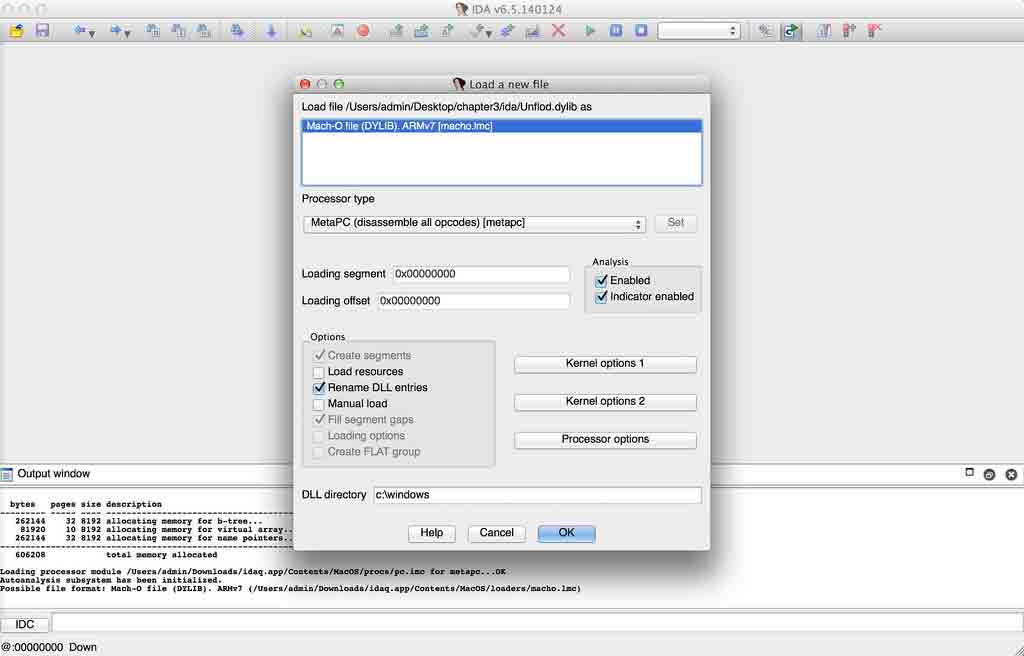 IDA v6.5.140124
Load a new file
Load file /Users/admin/Desktop/chapter3/ida/Unflod.dylib as
Mach-O file (DYLIB). ARMv7 [macho.lmc]
Processor type
MetaPC (disassemble all opcodes) [metapc]
Set
Analysis
Loading segment 0x00000000
Enabled
Loading offset 0x00000000
Indicator enabled
Options
Create segments
Load resources
Kernel options 1
Rename DLL entries
Manual load
Kernel options 2
Fill segment gaps
Loading options
Processor options
Create FLAT group
Output window
DLL directory c:\windows
bytes pages size description
262144 32 8192 allocating memory for b-tree...
81920 10 8192 allocating memory for virtual array..
262144 32 8192 allocating memory for name pointers..
606208 total memory allocated
Help Cancel OK
Loading processor module /Users/admin/Downloads/idaq.app/Contents/MacOS/procs/pc.imc for metapc...OK
Autoanalysis subsystem has been initialized.
Possible file format: Mach-O file (DYLIB). ARMv7 (/Users/admin/Downloads/idaq.app/Contents/MacOS/loaders/macho.lmc)
IDC
@:00000000 Down